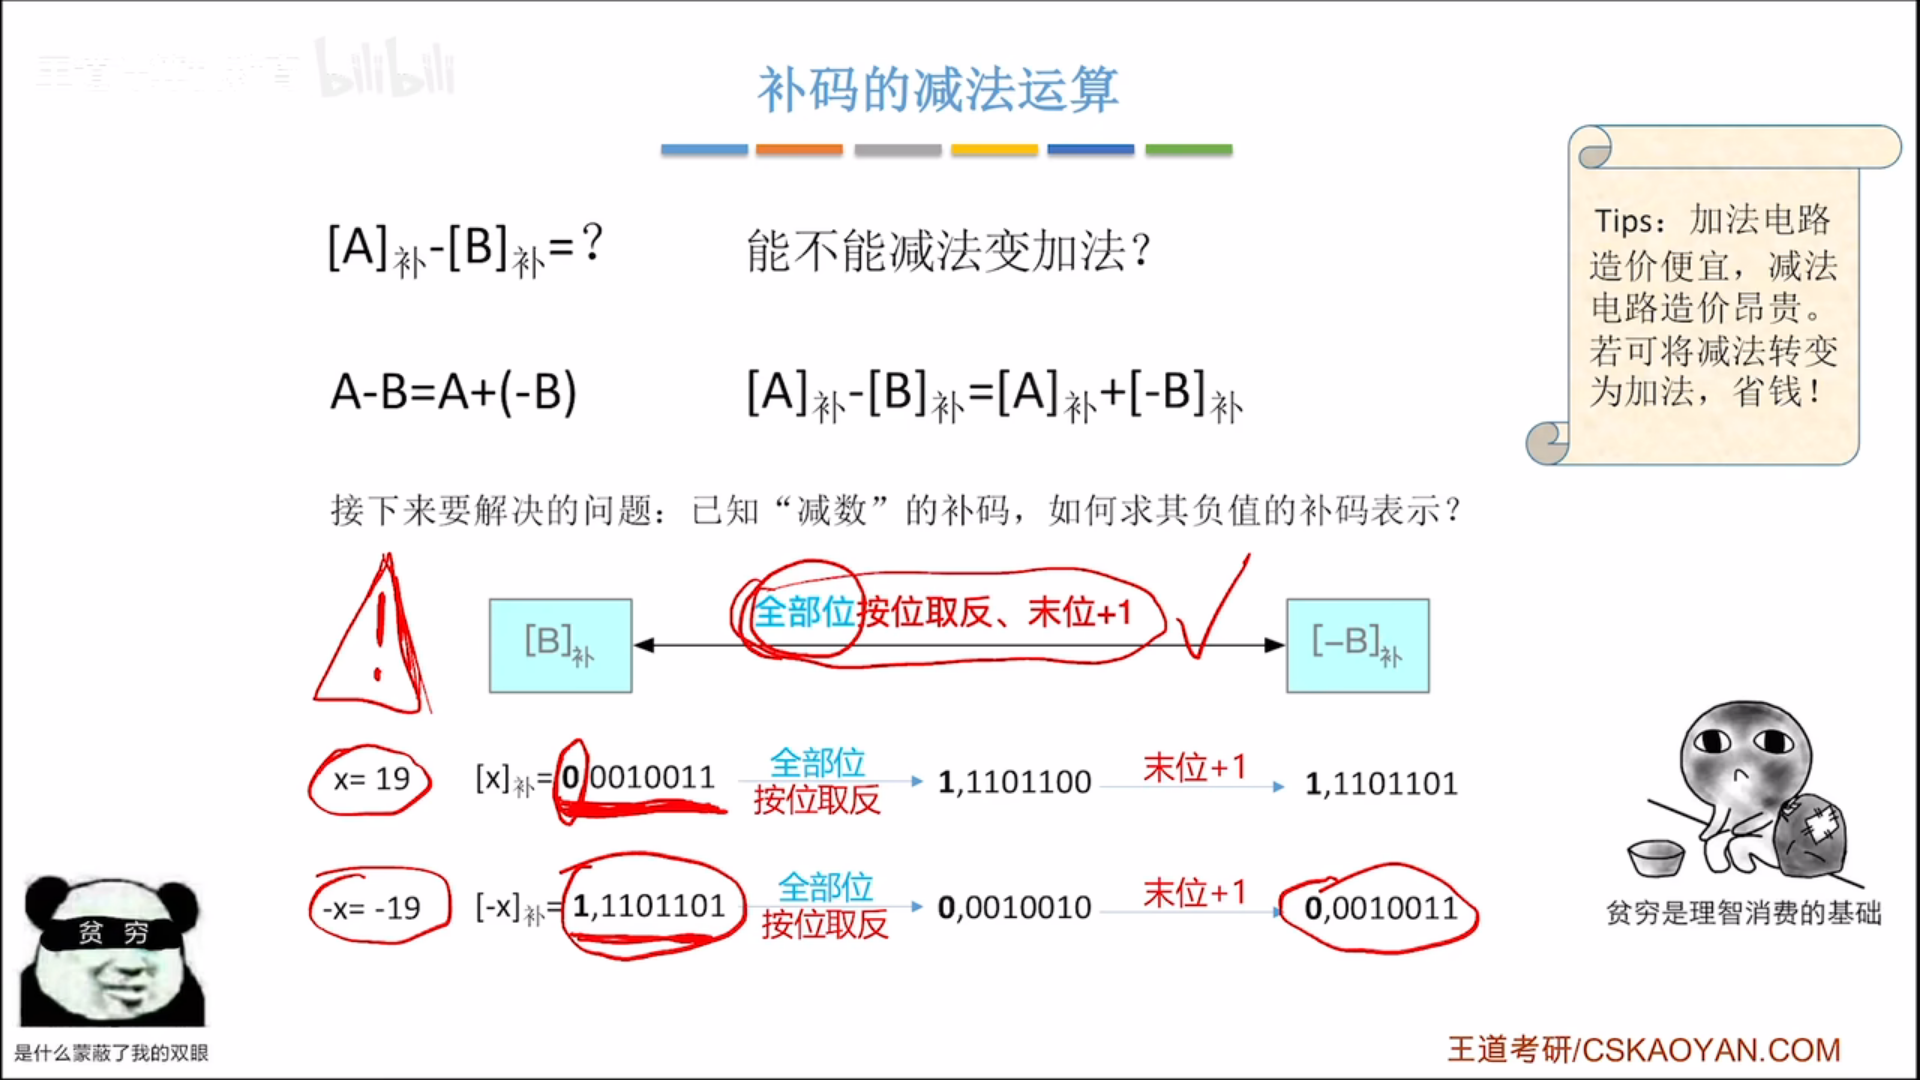 bilibili
补码的减法运算
[A]补-[B]补=？ 能不能减法变加法？
A-B=A+(-B) [A]补-[B]补=[A]补+[-B]补
Tips：加法电路
造价便宜，减法
电路造价昂贵。
若可将减法转变
为加法，省钱！
接下来要解决的问题：已知“减数”的补码，如何求其负值的补码表示？
[B]补 全部位按位取反、末位+1 [−B]补
x= 19 [x]补=0,0010011 全部位 按位取反 1,1101100 末位+1 1,1101101
-x= -19 [-x]补=1,1101101 全部位 按位取反 0,0010010 末位+1 0,0010011
贫 穷
是什么蒙蔽了我的双眼
贫穷是理智消费的基础
王道考研/CSKAOYAN.COM